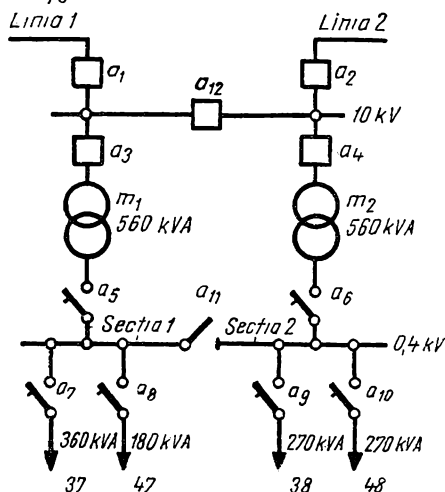 Linia 1
Linia 2
a1
a12
a2
10 kV
a3
a4
m1
560 kVA
m2
560 kVA
a5
a11
a6
Secția 1
Secția 2
0,4 kV
a7
a8
a9
a10
360 kVA
180 kVA
270 kVA
270 kVA
37
47
38
48